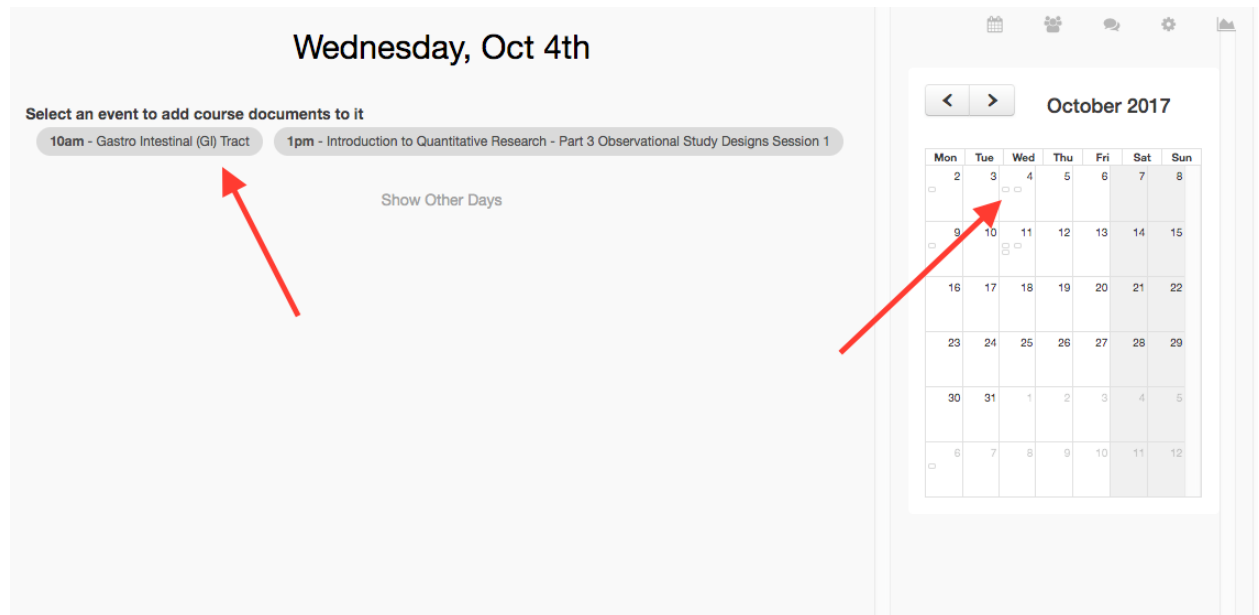 Wednesday, Oct 4th
Select an event to add course documents to it
10am - Gastro Intestinal (GI) Tract
1pm - Introduction to Quantitative Research - Part 3 Observational Study Designs Session 1
Show Other Days
October 2017
Mon Tue Wed Thu Fri Sat Sun
2 3 4 5 6 7 8
9 10 11 12 13 14 15
16 17 18 19 20 21 22
23 24 25 26 27 28 29
30 31 1 2 3 4 5
6 7 8 9 10 11 12